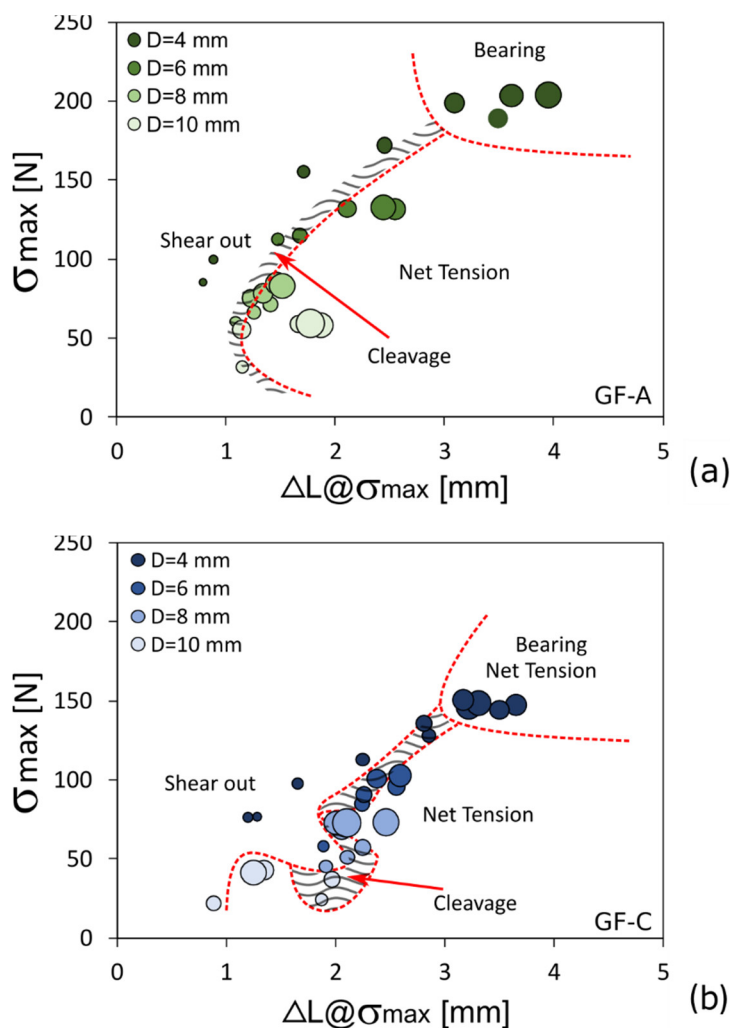 250
200
150
100
50
0
σmax [N]
D=4 mm
D=6 mm
D=8 mm
D=10 mm
Bearing
Shear out
Net Tension
Cleavage
GF-A
0 1 2 3 4 5
△L@σmax [mm]
(a)
250
200
150
100
50
0
σmax [N]
D=4 mm
D=6 mm
D=8 mm
D=10 mm
Bearing
Net Tension
Shear out
Net Tension
Cleavage
GF-C
0 1 2 3 4 5
△L@σmax [mm]
(b)